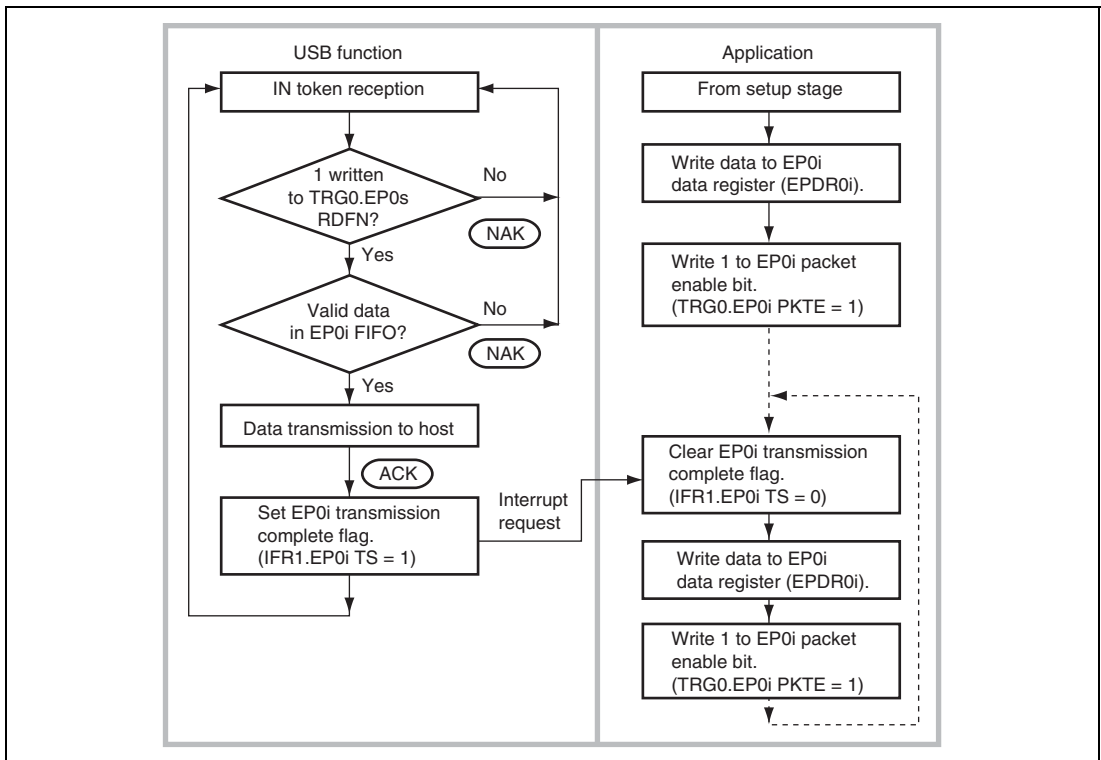 USB function
IN token reception
1 written
to TRG0.EP0s
RDFN?
No
NAK
Yes
Valid data
in EP0i FIFO?
No
NAK
Yes
Data transmission to host
ACK
Set EP0i transmission
complete flag.
(IFR1.EP0i TS = 1)
Interrupt
request
Application
From setup stage
Write data to EP0i
data register (EPDR0i).
Write 1 to EP0i packet
enable bit.
(TRG0.EP0i PKTE = 1)
Clear EP0i transmission
complete flag.
(IFR1.EP0i TS = 0)
Write data to EP0i
data register (EPDR0i).
Write 1 to EP0i packet
enable bit.
(TRG0.EP0i PKTE = 1)